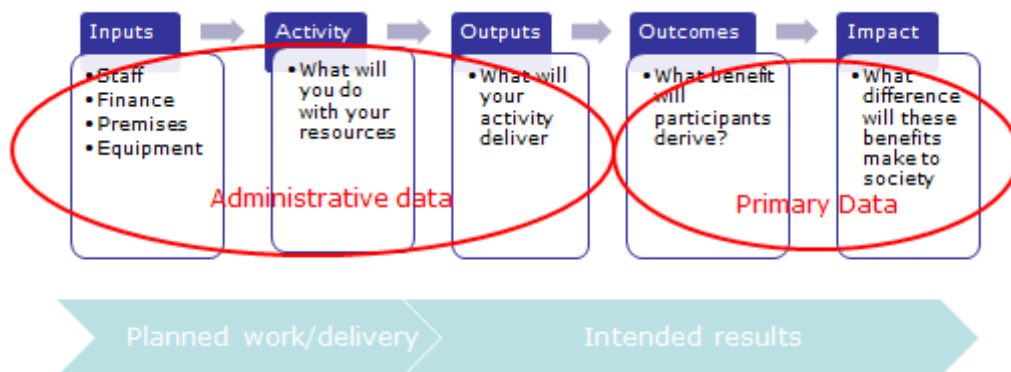 Inputs
Activity
Outputs
Outcomes
Impact
•Staff
•Finance
•Premises
•Equipment
•What will
you do
with your
resources
•What will
your
activity
deliver
•What benefit
will
participants
derive?
•What
difference
will these
benefits
make to
society
Administrative data
Primary Data
Planned work/delivery
Intended results